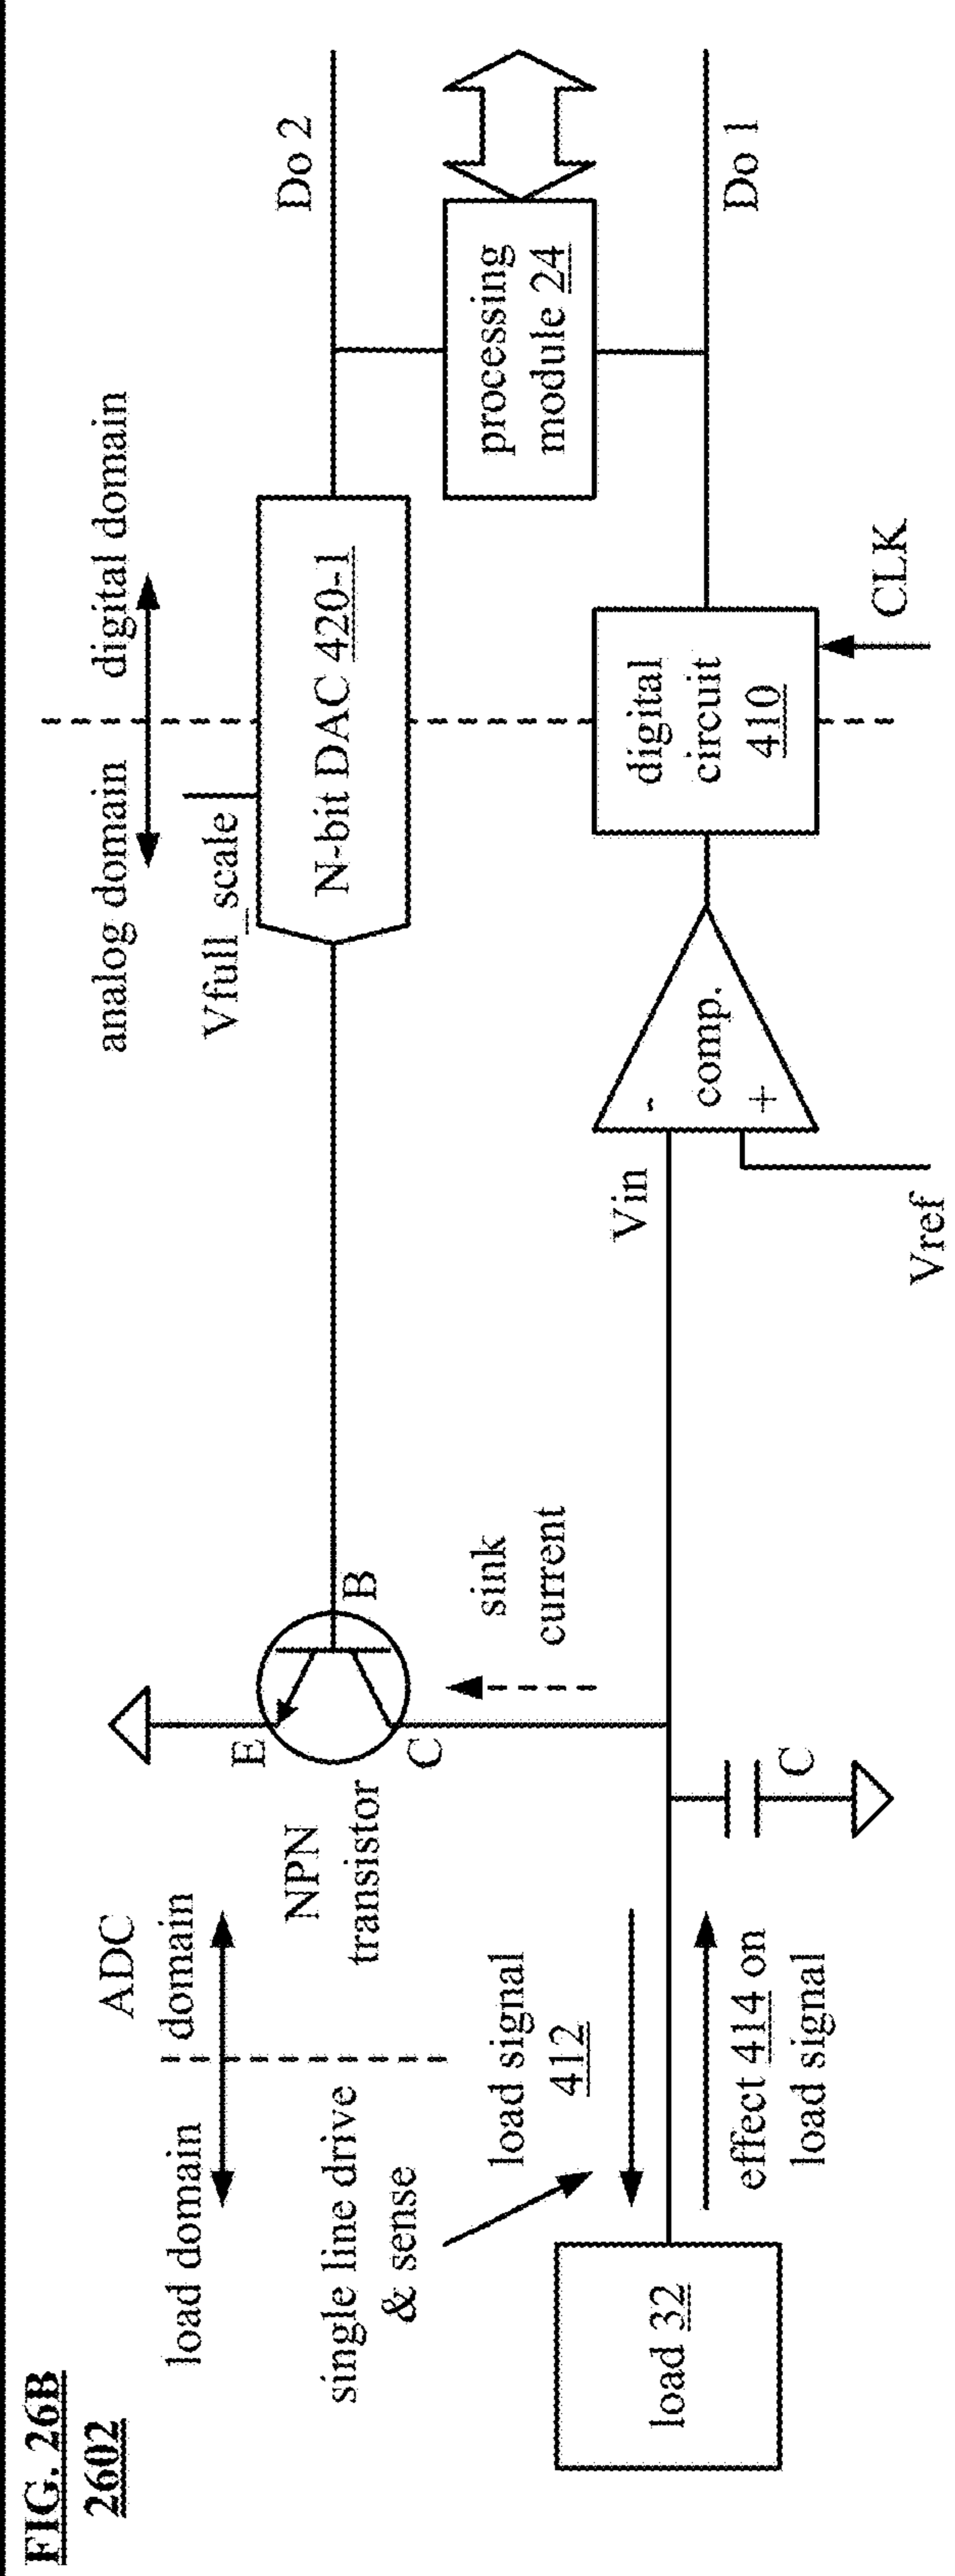 FIG. 26B
2602
load domain
ADC
domain
analog domain
digital domain
single line drive
& sense
NPN
transistor
E
B
C
Vfull_scale
N-bit DAC 420-1
Do 2
load signal
412
sink
current
processing
module 24
load 32
effect 414 on
load signal
C
Vin
Vref
-
comp.
+
digital
circuit
410
CLK
Do 1